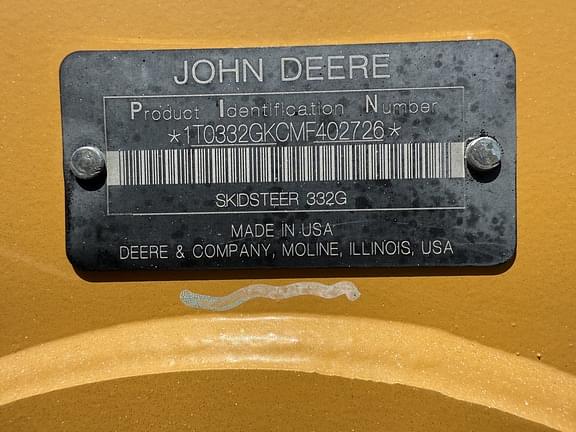 JOHN DEERE
Product Identification Number
*1T0332GKCMF402726*
SKIDSTEER 332G
MADE IN USA
DEERE & COMPANY, MOLINE, ILLINOIS, USA